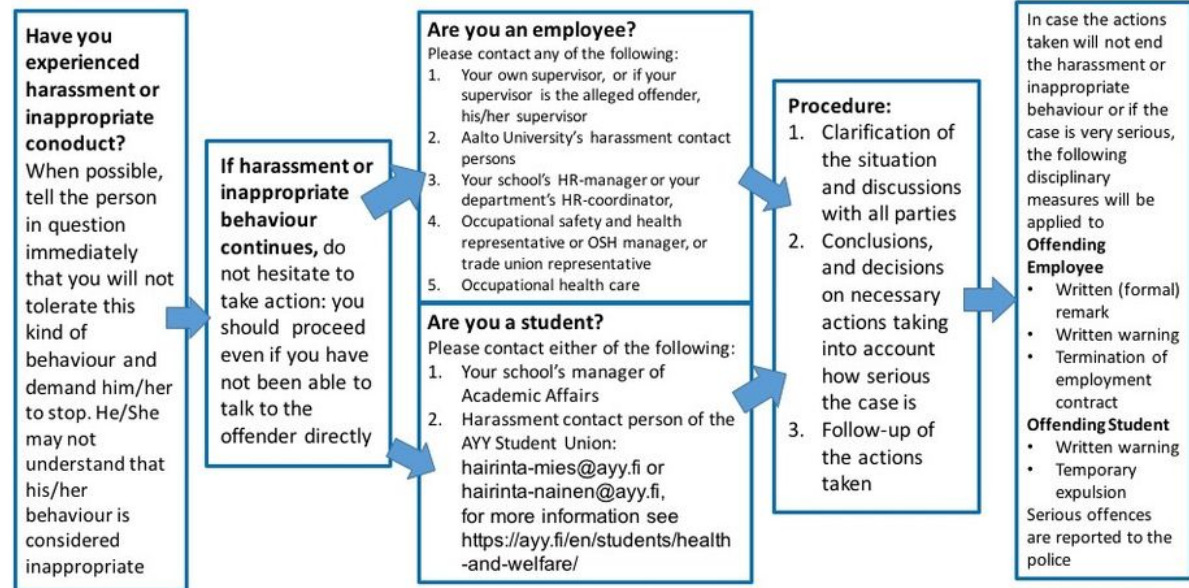 Have you
experienced
harassment or
inappropriate
conoduct?
When possible,
tell the person
in question
immediately
that you will not
tolerate this
kind of
behaviour and
demand him/her
to stop. He/She
may not
understand that
his/her
behaviour is
considered
inappropriate
If harassment or
inappropriate
behaviour
continues, do
not hesitate to
take action: you
should proceed
even if you have
not been able to
talk to the
offender directly
Are you an employee?
Please contact any of the following:
1. Your own supervisor, or if your
supervisor is the alleged offender,
his/her supervisor
2. Aalto University's harassment contact
persons
3. Your school's HR-manager or your
department's HR-coordinator,
4. Occupational safety and health
representative or OSH manager, or
trade union representative
5. Occupational health care
Are you a student?
Please contact either of the following:
1. Your school's manager of
Academic Affairs
2. Harassment contact person of the
AYY Student Union:
hairinta-mies@ayy.fi or
hairinta-nainen@ayy.fi,
for more information see
https://ayy.fi/en/students/health
-and-welfare/
Procedure:
1. Clarification of
the situation
and discussions
with all parties
2. Conclusions,
and decisions
on necessary
actions taking
into account
how serious
the case is
3. Follow-up of
the actions
taken
In case the actions
taken will not end
the harassment or
inappropriate
behaviour or if the
case is very serious,
the following
disciplinary
measures will be
applied to
Offending
Employee
• Written (formal)
remark
• Written warning
• Termination of
employment
contract
Offending Student
• Written warning
• Temporary
expulsion
Serious offences
are reported to the
police